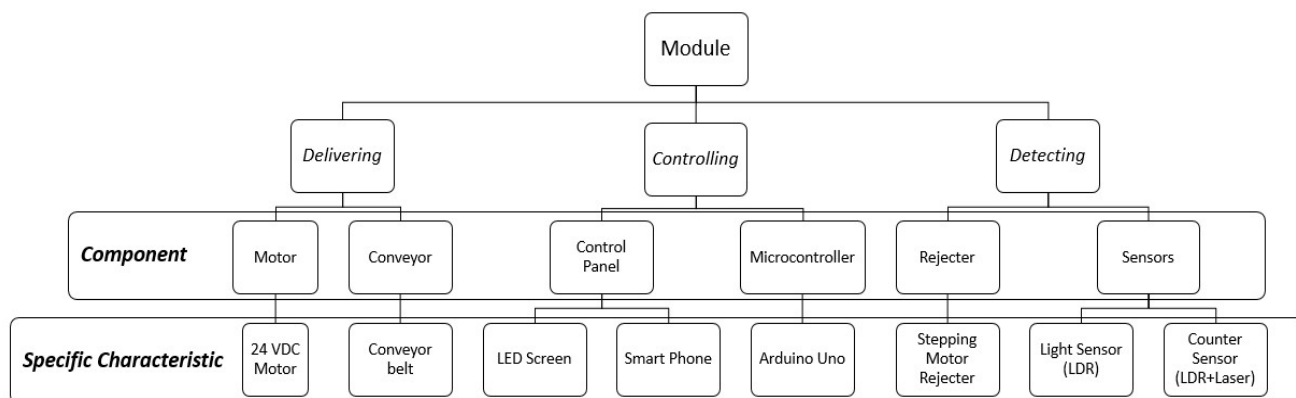 Module
Delivering
Controlling
Detecting
Component
Motor
Conveyor
Control
Panel
Microcontroller
Rejecter
Sensors
Specific Characteristic
24 VDC
Motor
Conveyor
belt
LED Screen
Smart Phone
Arduino Uno
Stepping
Motor
Rejecter
Light Sensor
(LDR)
Counter
Sensor
(LDR+Laser)